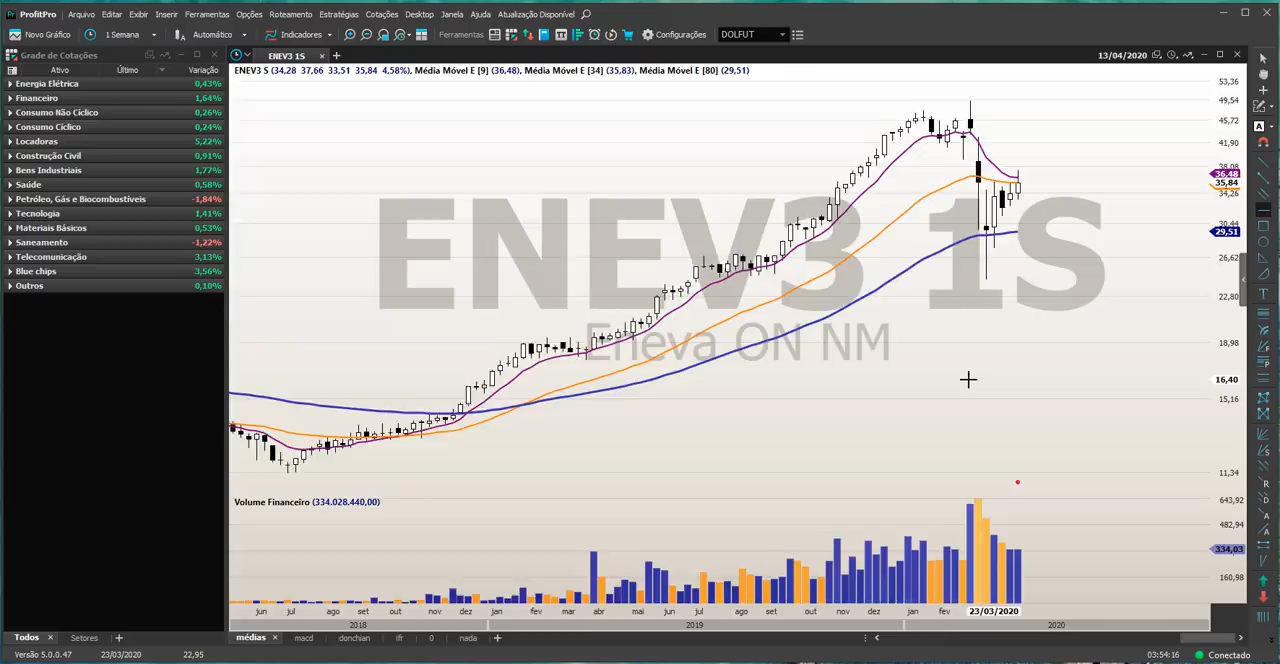 ProfitPro Arquivo Editar Exibir Inserir Ferramentas Opções Roteamento Estratégias Cotações Desktop Janela Ajuda Atualização Disponível
Novo Gráfico 1 Semana Automático Indicadores Ferramentas Configurações DOLFUT
Grade de Cotações
Ativo Último Variação
Energia Elétrica 0,43%
Financeiro 1,64%
Consumo Não Cíclico 0,26%
Consumo Cíclico 0,24%
Locadoras 5,22%
Construção Civil 0,91%
Bens Industriais 1,77%
Saúde 0,58%
Petróleo, Gás e Biocombustíveis -1,84%
Tecnologia 1,41%
Materiais Básicos 0,53%
Saneamento -1,22%
Telecomunicação 3,13%
Blue chips 3,56%
Outros 0,10%
ENEV3 1S 13/04/2020
ENEV3 S (34,28 37,66 33,51 35,84 4,58%), Média Móvel E [9] (36,48), Média Móvel E [34] (35,83), Média Móvel E [80] (29,51)
ENEV3 1S
Eneva ON NM
53,36
49,54
45,72
41,90
38,08
36,48
35,84
34,26
30,44
29,51
26,62
22,80
18,98
16,40
15,16
11,34
Volume Financeiro (334.028.440,00)
643,92
482,94
334,03
160,98
jun jul ago set out nov dez jan fev mar abr mai jun jul ago set out nov dez jan fev 23/03/2020
2018 2019 2020
Todos Setores
médias macd donchian ifr 0 nada
Versão 5.0.0.47 23/03/2020 22,95 03:54:16 Conectado